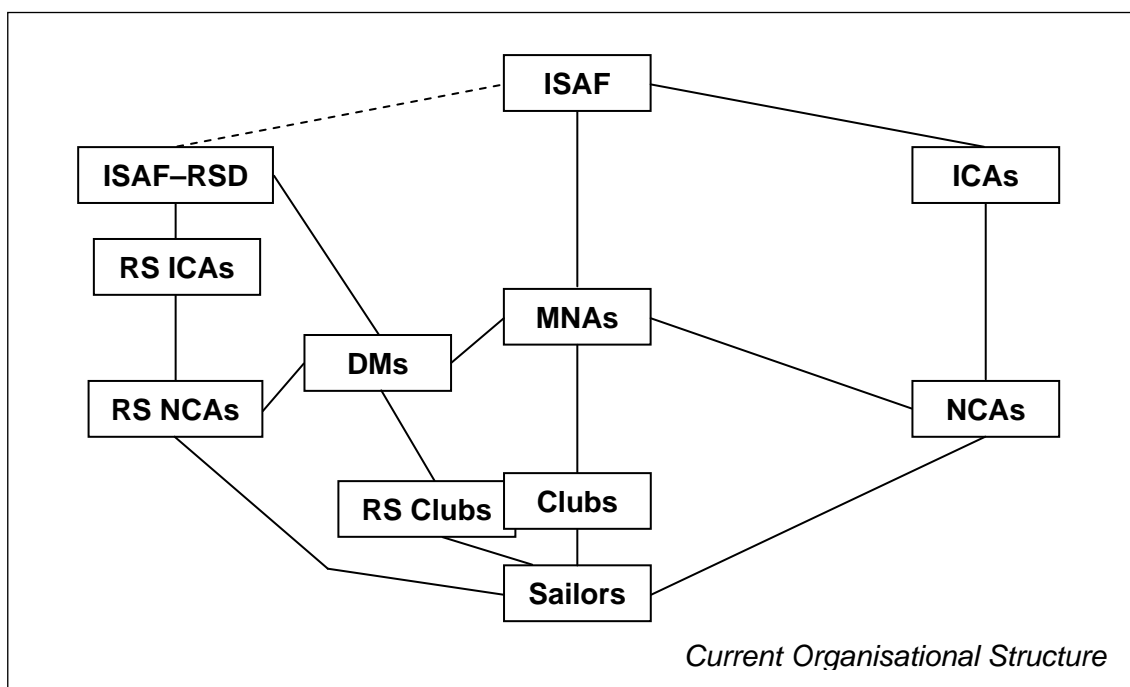 ISAF
ISAF–RSD
ICAs
RS ICAs
MNAs
DMs
RS NCAs
NCAs
RS Clubs
Clubs
Sailors
Current Organisational Structure